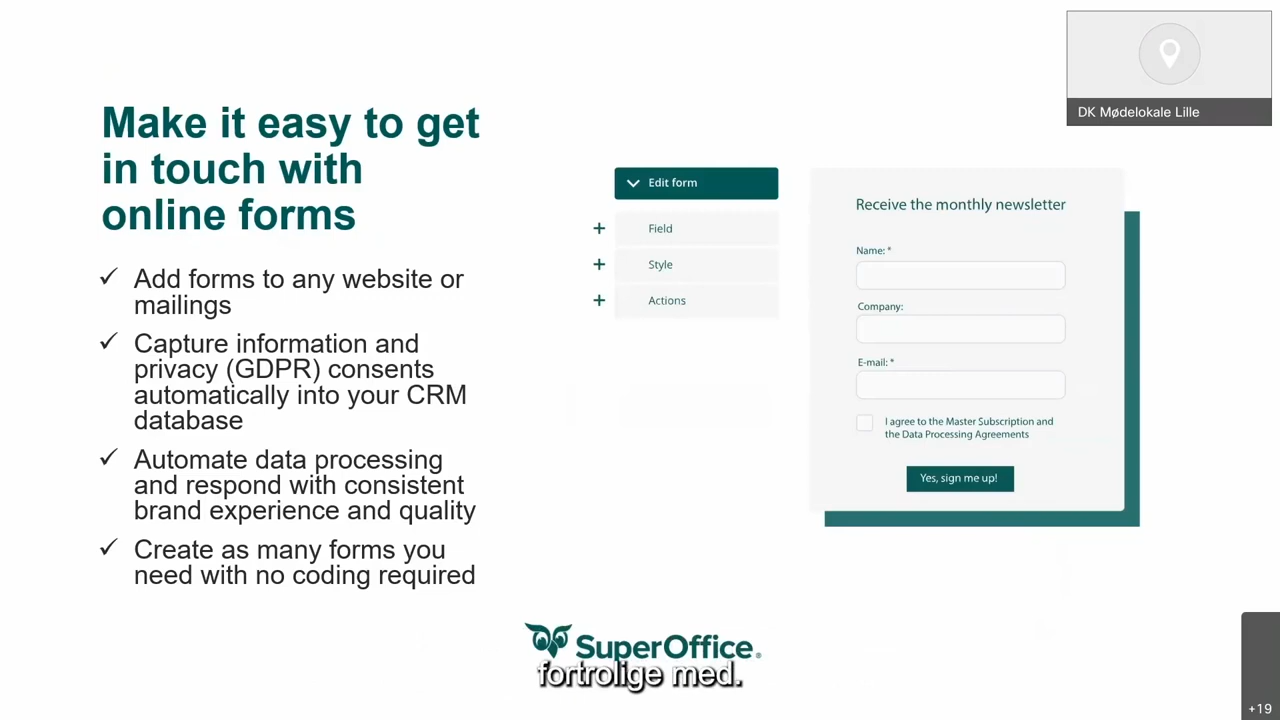 Make it easy to get
in touch with
online forms
✓ Add forms to any website or
mailings
✓ Capture information and
privacy (GDPR) consents
automatically into your CRM
database
✓ Automate data processing
and respond with consistent
brand experience and quality
✓ Create as many forms you
need with no coding required
Edit form
+ Field
+ Style
+ Actions
Receive the monthly newsletter
Name: *
Company:
E-mail: *
I agree to the Master Subscription and
the Data Processing Agreements
Yes, sign me up!
DK Mødelokale Lille
SuperOffice®
fortrolige med.
+19